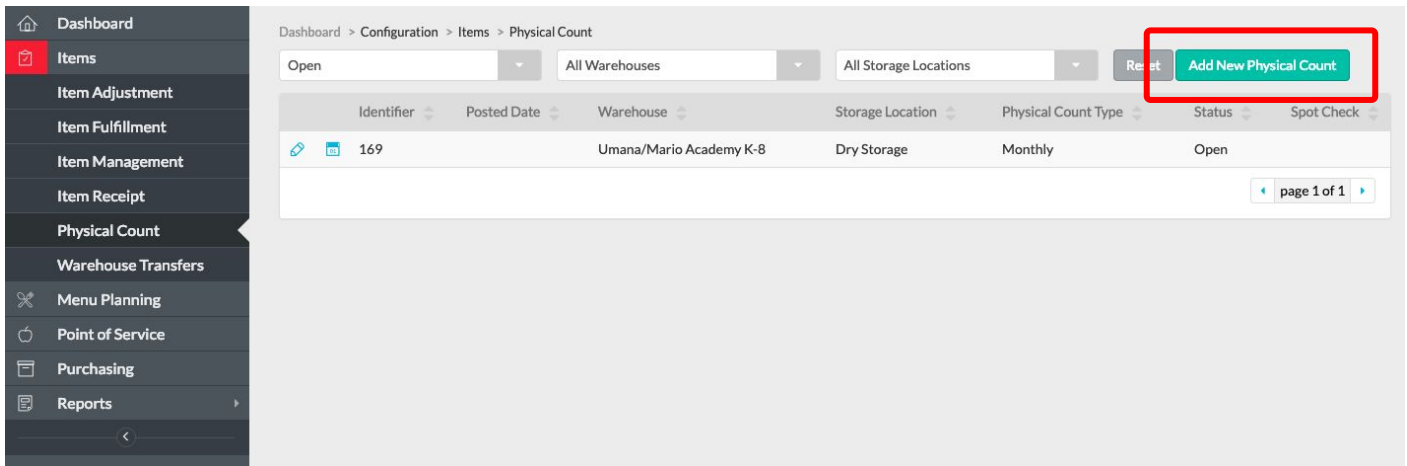 Dashboard
Items
Item Adjustment
Item Fulfillment
Item Management
Item Receipt
Physical Count
Warehouse Transfers
Menu Planning
Point of Service
Purchasing
Reports
Dashboard > Configuration > Items > Physical Count
Open All Warehouses All Storage Locations Reset Add New Physical Count
Identifier Posted Date Warehouse Storage Location Physical Count Type Status Spot Check
169 Umana/Mario Academy K-8 Dry Storage Monthly Open
page 1 of 1